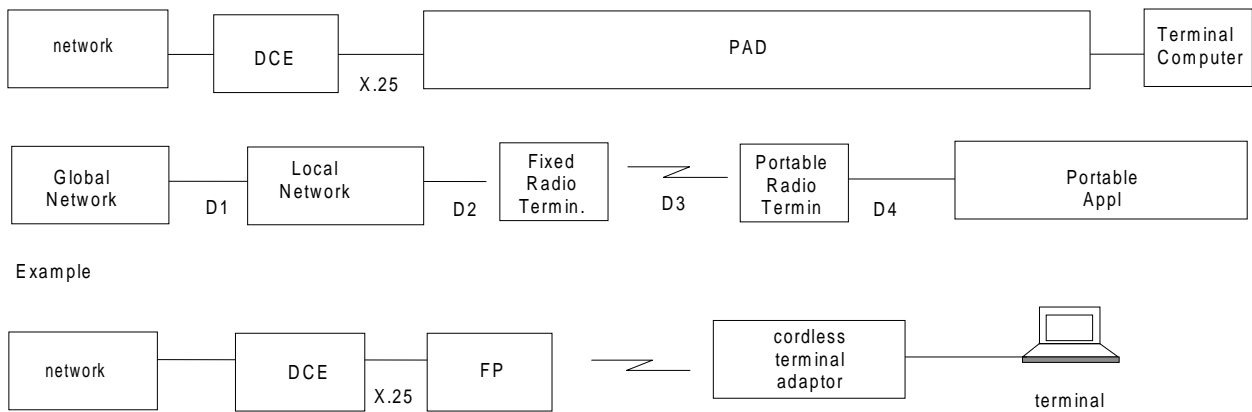 network
DCE
X.25
PAD
Terminal
Computer
Global
Network
D1
Local
Network
D2
Fixed
Radio
Termin.
D3
Portable
Radio
Termin
D4
Portable
Appl
Example
network
DCE
X.25
FP
cordless
terminal
adaptor
terminal